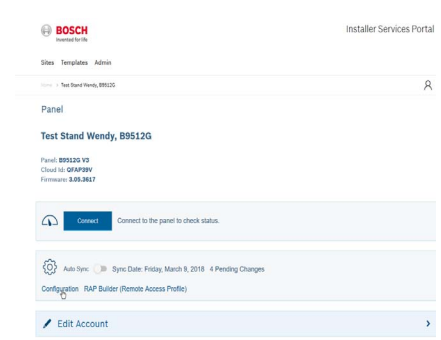 BOSCH
Invented for life
Installer Services Portal
Sites Templates Admin
Home > Test Stand Wendy, B9512G
Panel
Test Stand Wendy, B9512G
Panel: B9512G V3
Cloud Id: QFAP39V
Firmware: 3.05.3617
Connect Connect to the panel to check status.
Auto Sync Sync Date: Friday, March 9, 2018 4 Pending Changes
Configuration RAP Builder (Remote Access Profile)
Edit Account